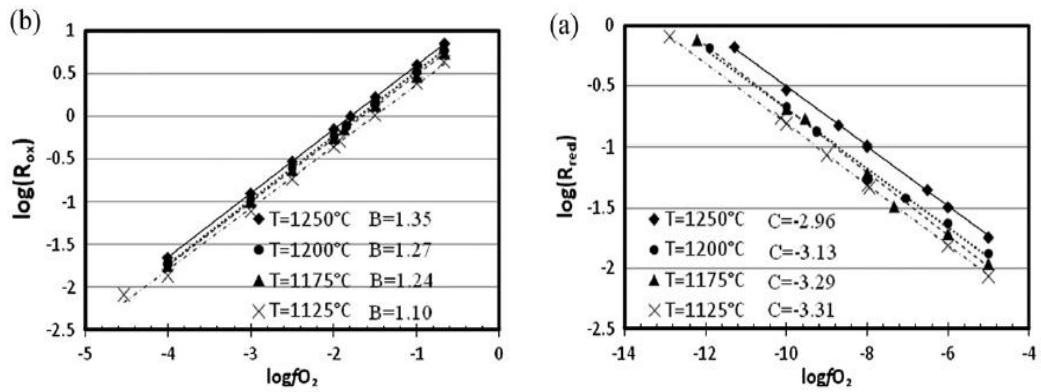 (b)
1
0.5
0
-0.5
-1
-1.5
-2
-2.5
log(Rox)
T=1250°C B=1.35
T=1200°C B=1.27
T=1175°C B=1.24
T=1125°C B=1.10
-5 -4 -3 -2 -1 0
logfO2
(a)
0
-0.5
-1
-1.5
-2
-2.5
log(Rred)
T=1250°C C=-2.96
T=1200°C C=-3.13
T=1175°C C=-3.29
T=1125°C C=-3.31
-14 -12 -10 -8 -6 -4
logfO2